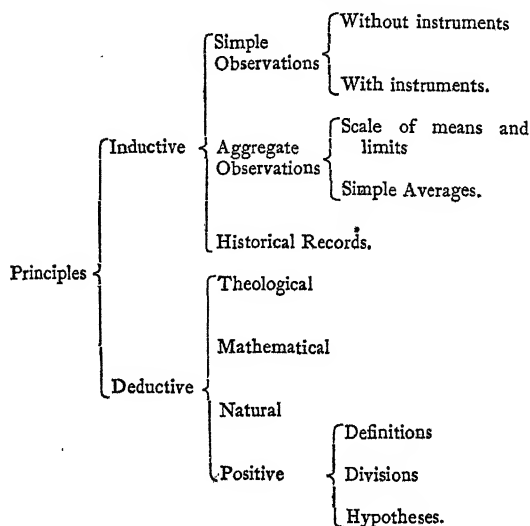 Without instruments
Simple
Observations
With instruments.
Scale of means and
limits
Inductive
Aggregate
Observations
Simple Averages.
Historical Records.
Principles
Theological
Mathematical
Deductive
Natural
Definitions
Positive
Divisions
Hypotheses.